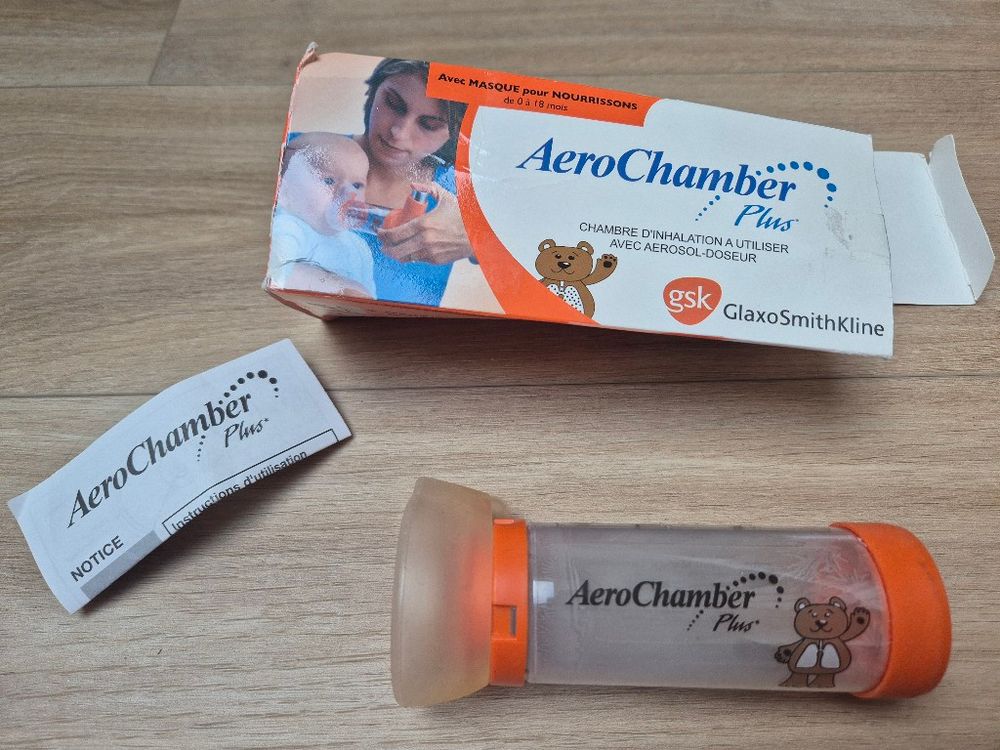 Avec MASQUE pour NOURRISSONS
de 0 à 18 mois
AeroChamber
Plus
CHAMBRE D'INHALATION A UTILISER
AVEC AEROSOL-DOSEUR
gsk GlaxoSmithKline
AeroChamber
Plus*
NOTICE
Instructions d'utilisation
AeroChamber
Plus*